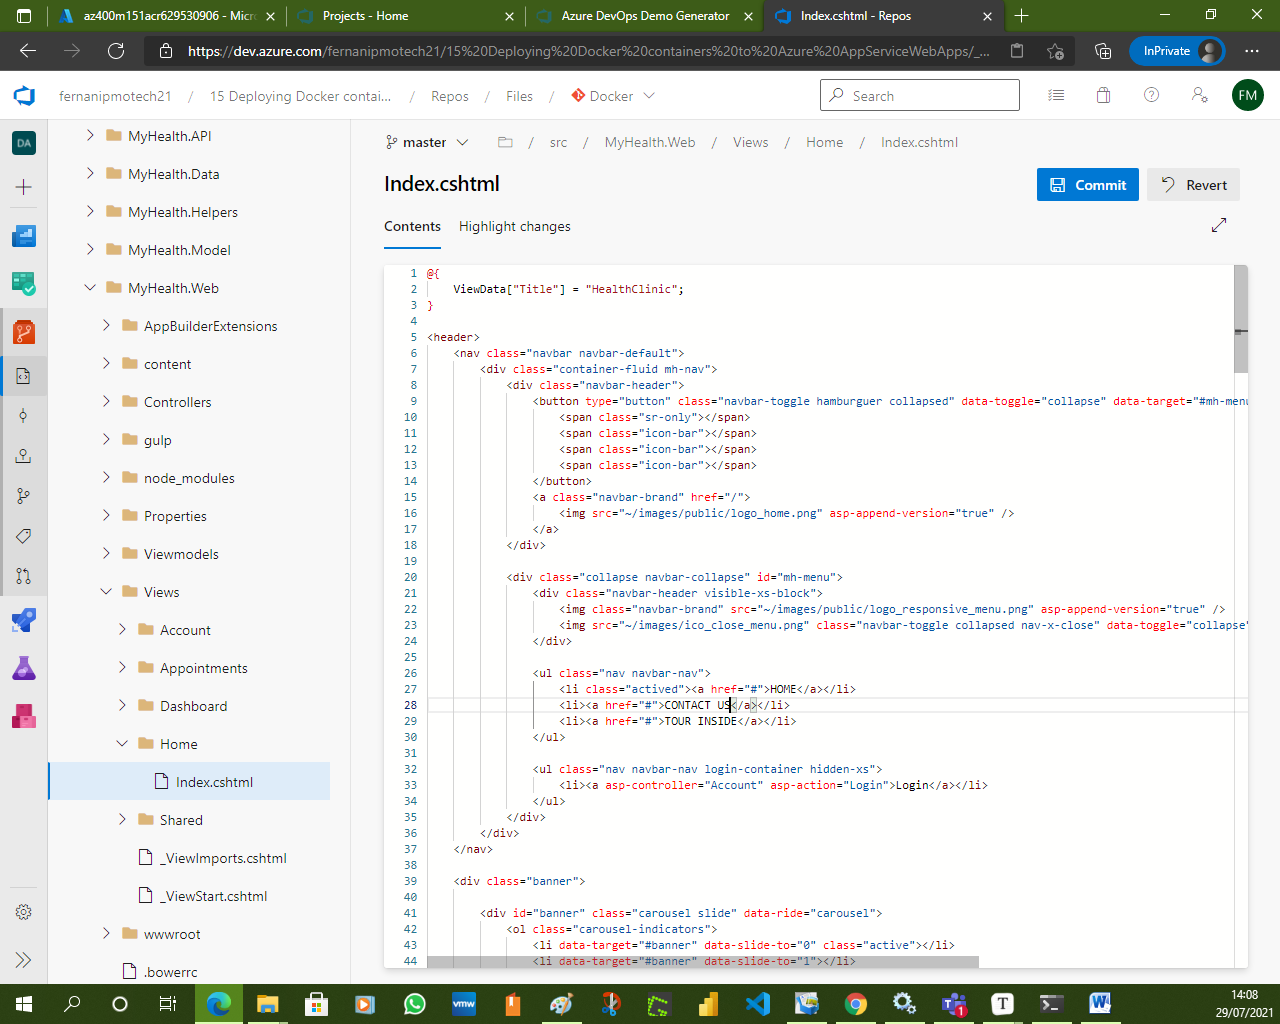 az400m151acr629530906 - Micr
Projects - Home
Azure DevOps Demo Generator
Index.cshtml - Repos
https://dev.azure.com/fernanipmotech21/15%20Deploying%20Docker%20containers%20to%20Azure%20AppServiceWebApps/_...
InPrivate
fernanipmotech21 / 15 Deploying Docker contai... / Repos / Files / Docker
Search
FM
DA
MyHealth.API
MyHealth.Data
MyHealth.Helpers
MyHealth.Model
MyHealth.Web
AppBuilderExtensions
content
Controllers
gulp
node_modules
Properties
Viewmodels
Views
Account
Appointments
Dashboard
Home
Index.cshtml
Shared
_ViewImports.cshtml
_ViewStart.cshtml
wwwroot
.bowerrc
master / src / MyHealth.Web / Views / Home / Index.cshtml
Index.cshtml
Commit
Revert
Contents
Highlight changes
1 @{
2 ViewData["Title"] = "HealthClinic";
3 }
4
5 <header>
6 <nav class="navbar navbar-default">
7 <div class="container-fluid mh-nav">
8 <div class="navbar-header">
9 <button type="button" class="navbar-toggle hamburguer collapsed" data-toggle="collapse" data-target="#mh-menu
10 <span class="sr-only"></span>
11 <span class="icon-bar"></span>
12 <span class="icon-bar"></span>
13 <span class="icon-bar"></span>
14 </button>
15 <a class="navbar-brand" href="/">
16 <img src="~/images/public/logo_home.png" asp-append-version="true" />
17 </a>
18 </div>
19
20 <div class="collapse navbar-collapse" id="mh-menu">
21 <div class="navbar-header visible-xs-block">
22 <img class="navbar-brand" src="~/images/public/logo_responsive_menu.png" asp-append-version="true" />
23 <img src="~/images/ico_close_menu.png" class="navbar-toggle collapsed nav-x-close" data-toggle="collapse"
24 </div>
25
26 <ul class="nav navbar-nav">
27 <li class="actived"><a href="#">HOME</a></li>
28 <li><a href="#">CONTACT US</a></li>
29 <li><a href="#">TOUR INSIDE</a></li>
30 </ul>
31
32 <ul class="nav navbar-nav login-container hidden-xs">
33 <li><a asp-controller="Account" asp-action="Login">Login</a></li>
34 </ul>
35 </div>
36 </div>
37 </nav>
38
39 <div class="banner">
40
41 <div id="banner" class="carousel slide" data-ride="carousel">
42 <ol class="carousel-indicators">
43 <li data-target="#banner" data-slide-to="0" class="active"></li>
44 <li data-target="#banner" data-slide-to="1"></li>
vmw
1
T
14:08
29/07/2021